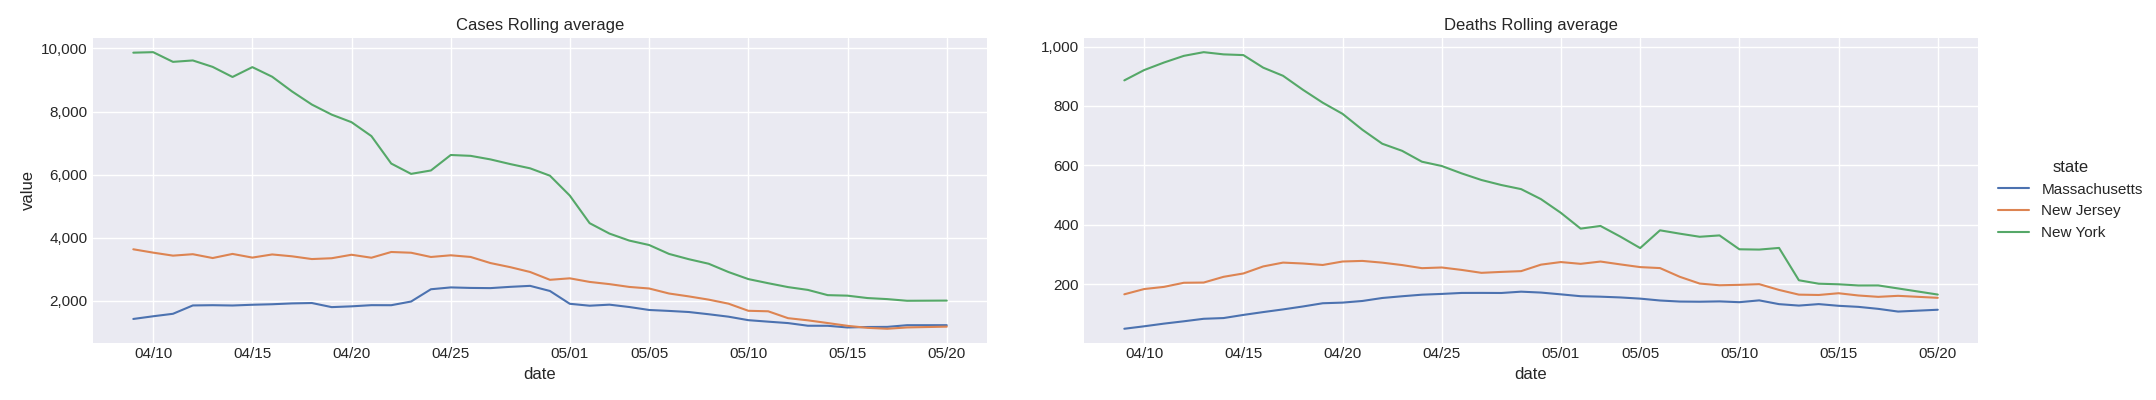 Cases Rolling average
10,000
8,000
6,000
4,000
2,000
value
04/10 04/15 04/20 04/25 05/01 05/05 05/10 05/15 05/20
date
Deaths Rolling average
1,000
800
600
400
200
04/10 04/15 04/20 04/25 05/01 05/05 05/10 05/15 05/20
date
state
Massachusetts
New Jersey
New York